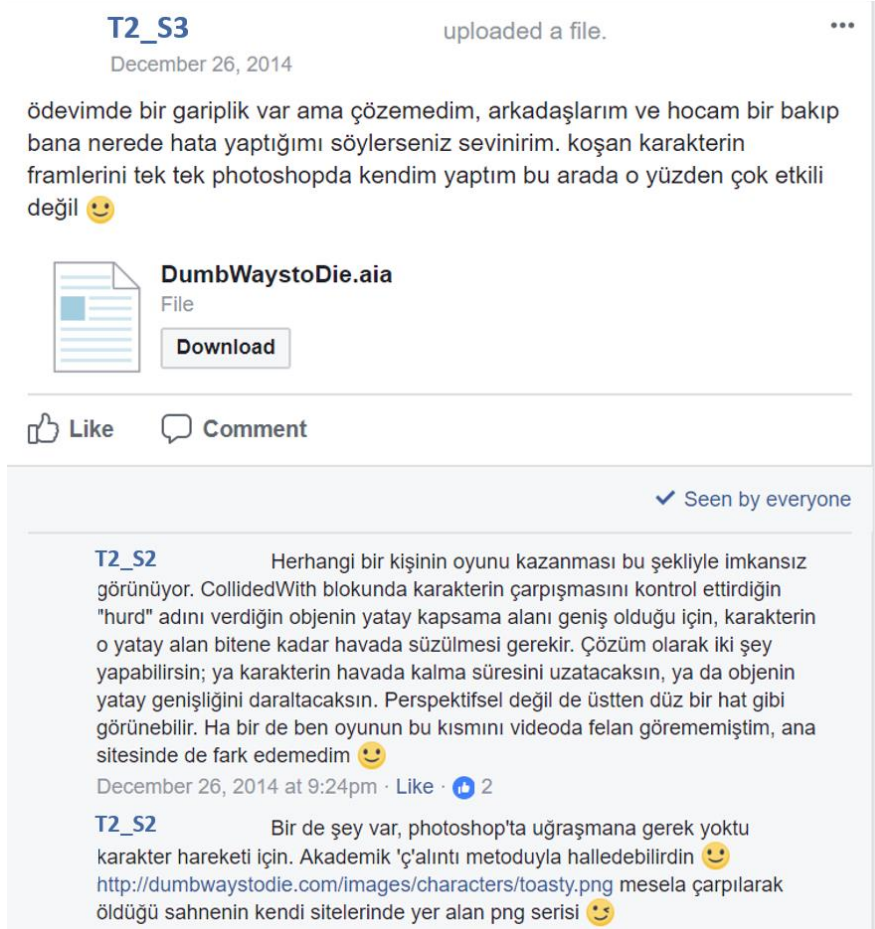 T2_S3 uploaded a file.
December 26, 2014
ödevimde bir gariplik var ama çözemedim, arkadaşlarım ve hocam bir bakıp
bana nerede hata yaptığımı söylerseniz sevinirim. koşan karakterin
framlerini tek tek photoshopda kendim yaptım bu arada o yüzden çok etkili
değil 🙂
DumbWaystoDie.aia
File
Download
Like Comment
Seen by everyone
T2_S2 Herhangi bir kişinin oyunu kazanması bu şekliyle imkansız
görünüyor. CollidedWith blokunda karakterin çarpışmasını kontrol ettirdiğin
"hurd" adını verdiğin objenin yatay kapsama alanı geniş olduğu için, karakterin
o yatay alan bitene kadar havada süzülmesi gerekir. Çözüm olarak iki şey
yapabilirsin; ya karakterin havada kalma süresini uzatacaksın, ya da objenin
yatay genişliğini daraltacaksın. Perspektifsel değil de üstten düz bir hat gibi
görünebilir. Ha bir de ben oyunun bu kısmını videoda felan görememiştim, ana
sitesinde de fark edemedim 🙂
December 26, 2014 at 9:24pm · Like · 2
T2_S2 Bir de şey var, photoshop'ta uğraşmana gerek yoktu
karakter hareketi için. Akademik 'ç'alıntı metoduyla halledebilirdin 🙂
http://dumbwaystodie.com/images/characters/toasty.png mesela çarpılarak
öldüğü sahnenin kendi sitelerinde yer alan png serisi 😉